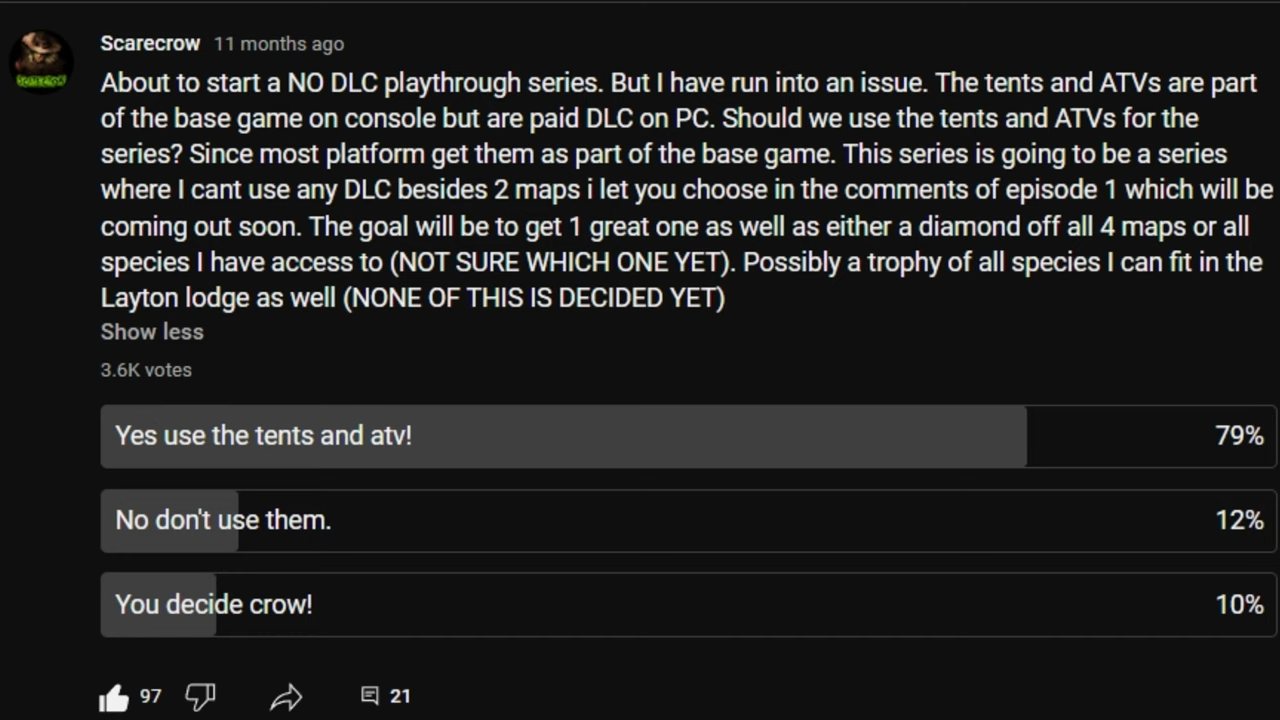 Scarecrow 11 months ago
About to start a NO DLC playthrough series. But I have run into an issue. The tents and ATVs are part
of the base game on console but are paid DLC on PC. Should we use the tents and ATVs for the
series? Since most platform get them as part of the base game. This series is going to be a series
where I cant use any DLC besides 2 maps i let you choose in the comments of episode 1 which will be
coming out soon. The goal will be to get 1 great one as well as either a diamond off all 4 maps or all
species I have access to (NOT SURE WHICH ONE YET). Possibly a trophy of all species I can fit in the
Layton lodge as well (NONE OF THIS IS DECIDED YET)
Show less
3.6K votes
Yes use the tents and atv! 79%
No don't use them. 12%
You decide crow! 10%
97 21